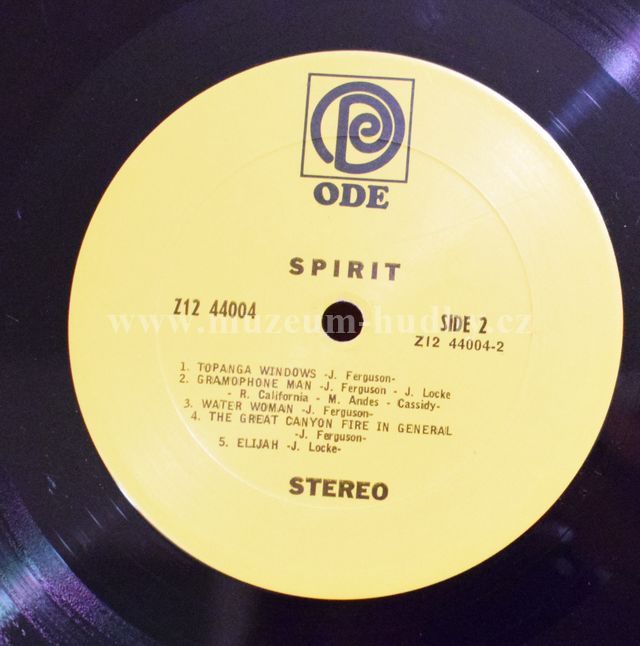 ODE
SPIRIT
Z12 44004
SIDE 2
Z12 44004-2
www.muzeum-hudby.cz
1. TOPANGA WINDOWS -J. Ferguson-
2. GRAMOPHONE MAN -J. Ferguson - J. Locke
- R. California - M. Andes - Cassidy-
3. WATER WOMAN -J. Ferguson-
4. THE GREAT CANYON FIRE IN GENERAL
-J. Ferguson-
5. ELIJAH -J. Locke-
STEREO